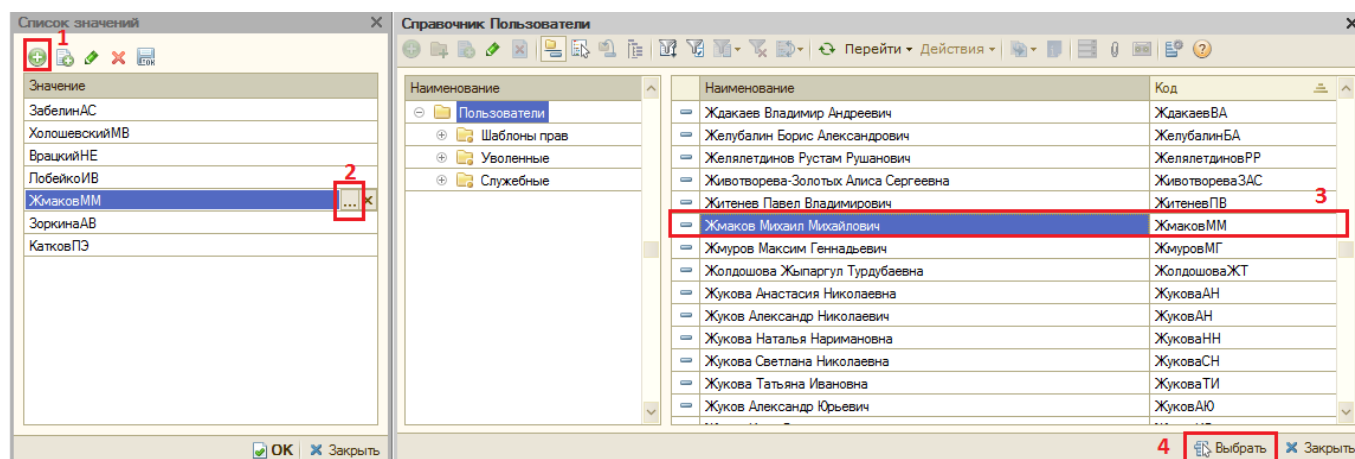 Список значений
1
Значение
ЗабелинАС
ХолошевскийМВ
ВрацкийНЕ
ЛобейкоИВ
2
ЖмаковММ ...
ЗоркинаАВ
КатковПЭ
OK Закрыть
Справочник Пользователи
Перейти Действия
Наименование
Пользователи
Шаблоны прав
Уволенные
Служебные
Наименование Код
Ждакаев Владимир Андреевич ЖдакаевВА
Желубалин Борис Александрович ЖелубалинБА
Желялетдинов Рустам Рушанович ЖелялетдиновРР
Животворева-Золотых Алиса Сергеевна ЖивотвореваЗАС
Житенев Павел Владимирович ЖитеневПВ
3
Жмаков Михаил Михайлович ЖмаковММ
Жмуров Максим Геннадьевич ЖмуровМГ
Жолдошова Жыпаргул Турдубаевна ЖолдошоваЖТ
Жукова Анастасия Николаевна ЖуковаАН
Жуков Александр Николаевич ЖуковАН
Жукова Наталья Наримановна ЖуковаНН
Жукова Светлана Николаевна ЖуковаСН
Жукова Татьяна Ивановна ЖуковаТИ
Жуков Александр Юрьевич ЖуковАЮ
4 Выбрать Закрыть